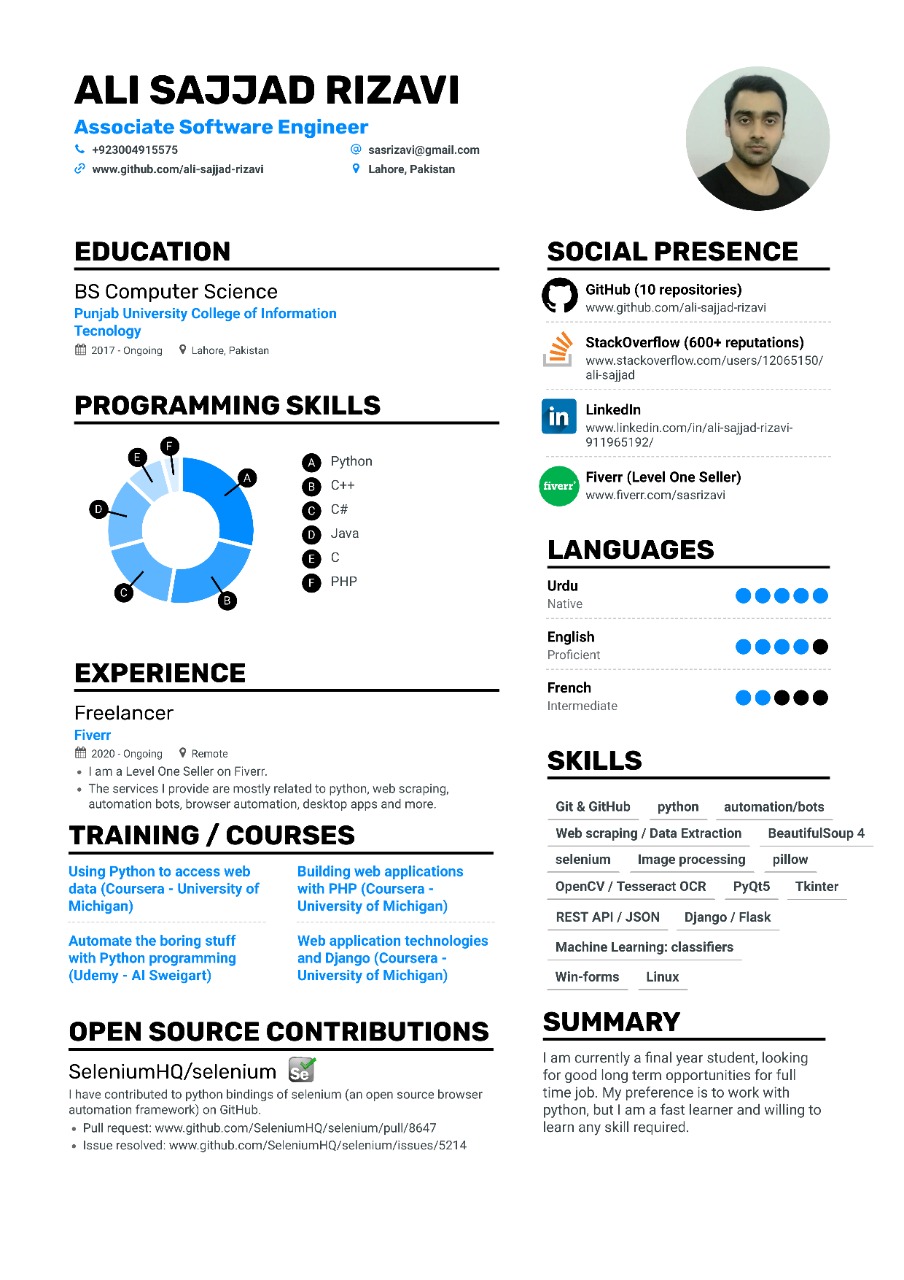 ALI SAJJAD RIZAVI
Associate Software Engineer
+923004915575
sasrizavi@gmail.com
www.github.com/ali-sajjad-rizavi
Lahore, Pakistan
EDUCATION
BS Computer Science
Punjab University College of Information
Tecnology
2017 - Ongoing
Lahore, Pakistan
PROGRAMMING SKILLS
A
B
C
D
E
F
A Python
B C++
C C#
D Java
E C
F PHP
EXPERIENCE
Freelancer
Fiverr
2020 - Ongoing
Remote
• I am a Level One Seller on Fiverr.
• The services I provide are mostly related to python, web scraping,
automation bots, browser automation, desktop apps and more.
TRAINING / COURSES
Using Python to access web
data (Coursera - University of
Michigan)
Building web applications
with PHP (Coursera -
University of Michigan)
Automate the boring stuff
with Python programming
(Udemy - Al Sweigart)
Web application technologies
and Django (Coursera -
University of Michigan)
OPEN SOURCE CONTRIBUTIONS
SeleniumHQ/selenium
Se
I have contributed to python bindings of selenium (an open source browser
automation framework) on GitHub.
• Pull request: www.github.com/SeleniumHQ/selenium/pull/8647
• Issue resolved: www.github.com/SeleniumHQ/selenium/issues/5214
SOCIAL PRESENCE
GitHub (10 repositories)
www.github.com/ali-sajjad-rizavi
StackOverflow (600+ reputations)
www.stackoverflow.com/users/12065150/
ali-sajjad
in
LinkedIn
www.linkedin.com/in/ali-sajjad-rizavi-
911965192/
fiverr
Fiverr (Level One Seller)
www.fiverr.com/sasrizavi
LANGUAGES
Urdu
Native
English
Proficient
French
Intermediate
SKILLS
Git & GitHub python automation/bots
Web scraping / Data Extraction BeautifulSoup 4
selenium Image processing pillow
OpenCV / Tesseract OCR PyQt5 Tkinter
REST API / JSON Django / Flask
Machine Learning: classifiers
Win-forms Linux
SUMMARY
I am currently a final year student, looking
for good long term opportunities for full
time job. My preference is to work with
python, but I am a fast learner and willing to
learn any skill required.